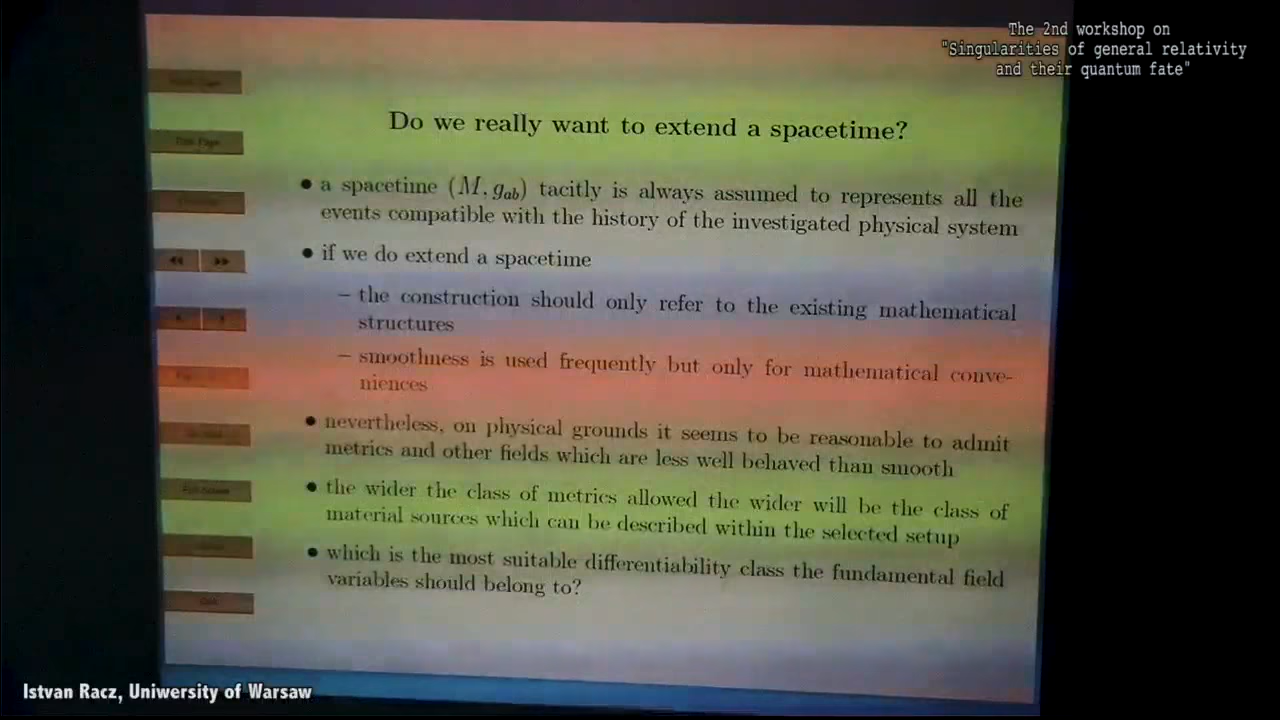 The 2nd workshop on
"Singularities of general relativity
and their quantum fate"
Do we really want to extend a spacetime?
• a spacetime (M, g_ab) tacitly is always assumed to represents all the
events compatible with the history of the investigated physical system
• if we do extend a spacetime
– the construction should only refer to the existing mathematical
structures
– smoothness is used frequently but only for mathematical conve-
niences
• nevertheless, on physical grounds it seems to be reasonable to admit
metrics and other fields which are less well behaved than smooth
• the wider the class of metrics allowed the wider will be the class of
material sources which can be described within the selected setup
• which is the most suitable differentiability class the fundamental field
variables should belong to?
Title Page
Full Screen
Quit
Istvan Racz, Uniwersity of Warsaw